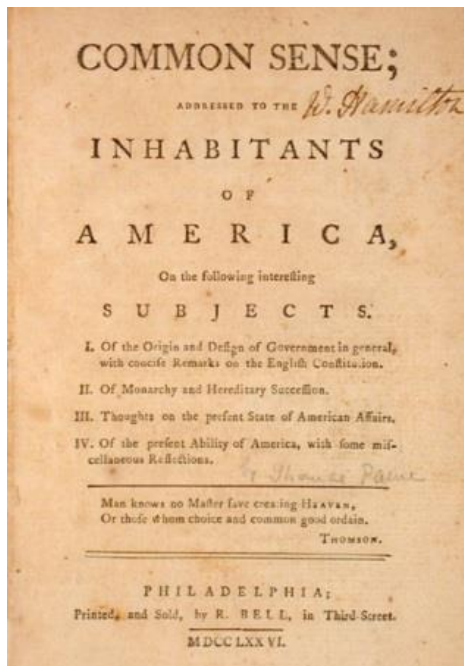 COMMON SENSE;
ADDRESSED TO THE
W. Hamilton
INHABITANTS
OF
AMERICA,
On the following intereſting
SUBJECTS.
I. Of the Origin and Deſign of Government in general,
with conciſe Remarks on the Engliſh Conſtitution.
II. Of Monarchy and Hereditary Succeſſion.
III. Thoughts on the preſent State of American Affairs.
IV. Of the preſent Ability of America, with ſome miſ-
cellaneous Reflections.
by Thomas Paine
Man knows no Maſter ſave creating HEAVEN,
Or thoſe whom choice and common good ordain.
THOMSON.
PHILADELPHIA;
Printed, and Sold, by R. BELL, in Third-Street.
MDCCLXXVI.